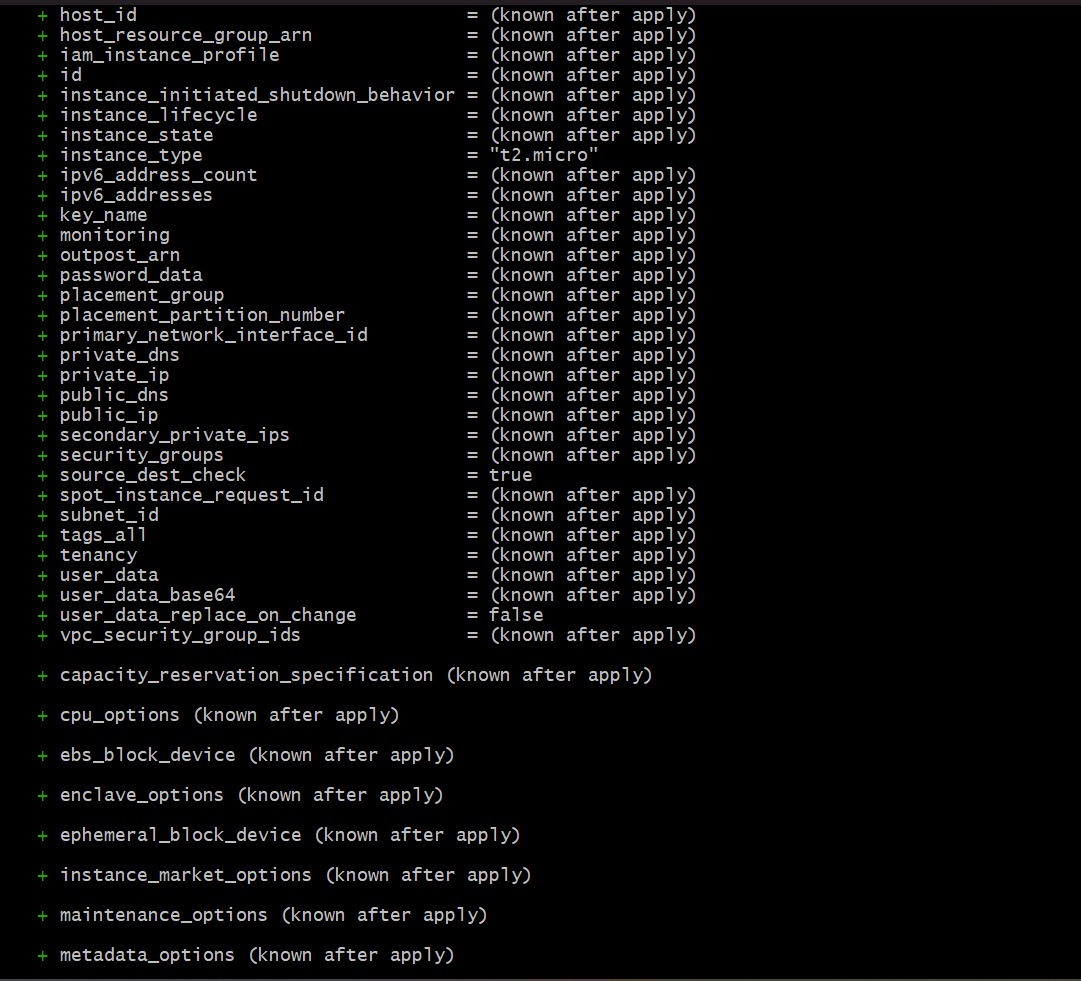 + host_id = (known after apply)
+ host_resource_group_arn = (known after apply)
+ iam_instance_profile = (known after apply)
+ id = (known after apply)
+ instance_initiated_shutdown_behavior = (known after apply)
+ instance_lifecycle = (known after apply)
+ instance_state = (known after apply)
+ instance_type = "t2.micro"
+ ipv6_address_count = (known after apply)
+ ipv6_addresses = (known after apply)
+ key_name = (known after apply)
+ monitoring = (known after apply)
+ outpost_arn = (known after apply)
+ password_data = (known after apply)
+ placement_group = (known after apply)
+ placement_partition_number = (known after apply)
+ primary_network_interface_id = (known after apply)
+ private_dns = (known after apply)
+ private_ip = (known after apply)
+ public_dns = (known after apply)
+ public_ip = (known after apply)
+ secondary_private_ips = (known after apply)
+ security_groups = (known after apply)
+ source_dest_check = true
+ spot_instance_request_id = (known after apply)
+ subnet_id = (known after apply)
+ tags_all = (known after apply)
+ tenancy = (known after apply)
+ user_data = (known after apply)
+ user_data_base64 = (known after apply)
+ user_data_replace_on_change = false
+ vpc_security_group_ids = (known after apply)
+ capacity_reservation_specification (known after apply)
+ cpu_options (known after apply)
+ ebs_block_device (known after apply)
+ enclave_options (known after apply)
+ ephemeral_block_device (known after apply)
+ instance_market_options (known after apply)
+ maintenance_options (known after apply)
+ metadata_options (known after apply)